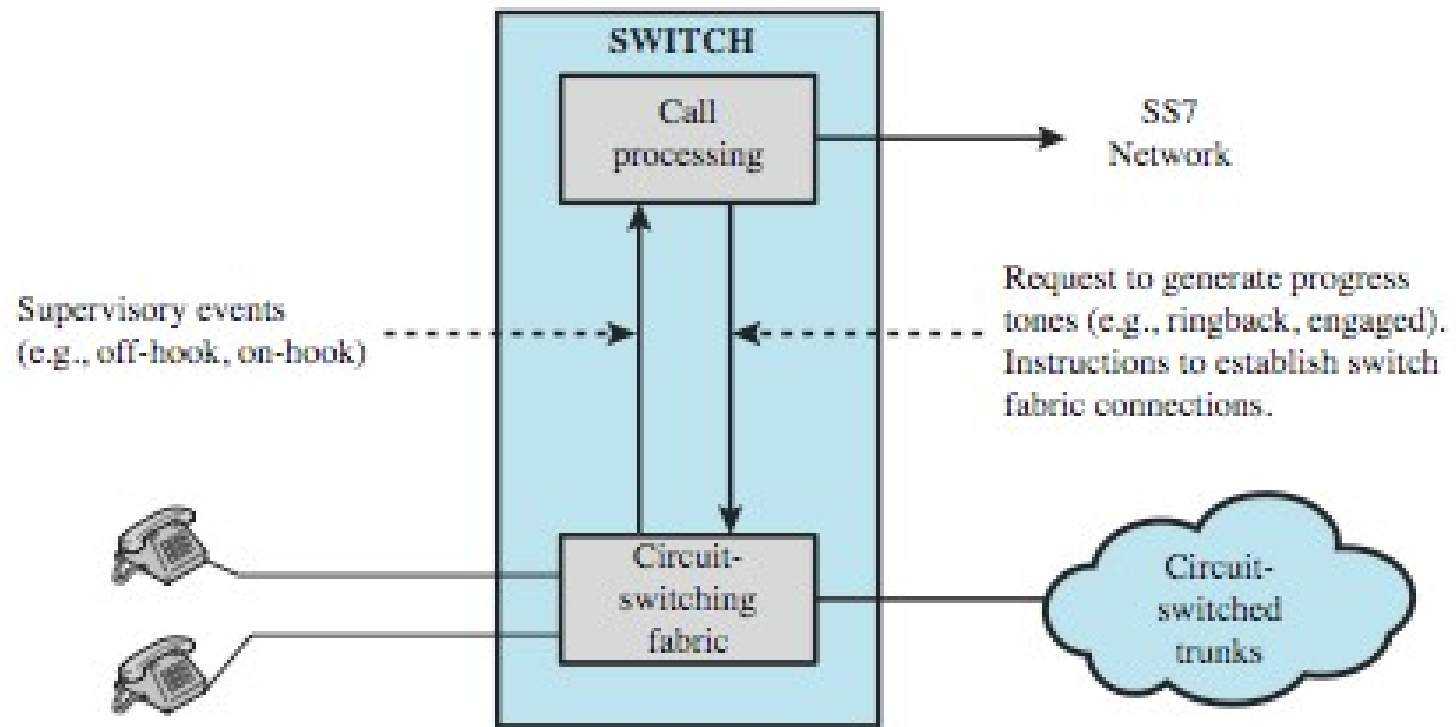 SWITCH
Call
processing
SS7
Network
Supervisory events
(e.g., off-hook, on-hook)
Request to generate progress
tones (e.g., ringback, engaged).
Instructions to establish switch
fabric connections.
Circuit-
switching
fabric
Circuit-
switched
trunks